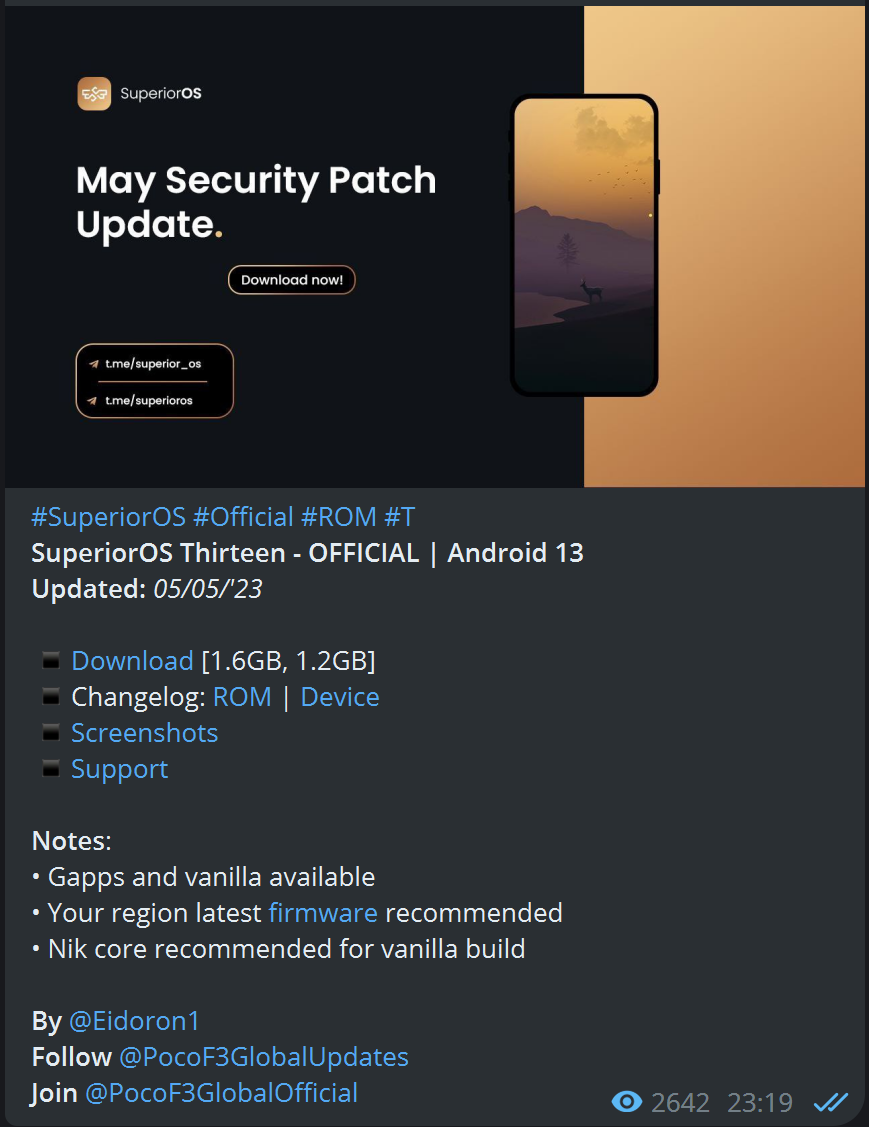 SuperiorOS
May Security Patch
Update.
Download now!
t.me/superior_os
t.me/superioros
#SuperiorOS #Official #ROM #T
SuperiorOS Thirteen - OFFICIAL | Android 13
Updated: 05/05/'23
▪️ Download [1.6GB, 1.2GB]
▪️ Changelog: ROM | Device
▪️ Screenshots
▪️ Support
Notes:
• Gapps and vanilla available
• Your region latest firmware recommended
• Nik core recommended for vanilla build
By @Eidoron1
Follow @PocoF3GlobalUpdates
Join @PocoF3GlobalOfficial
2642 23:19